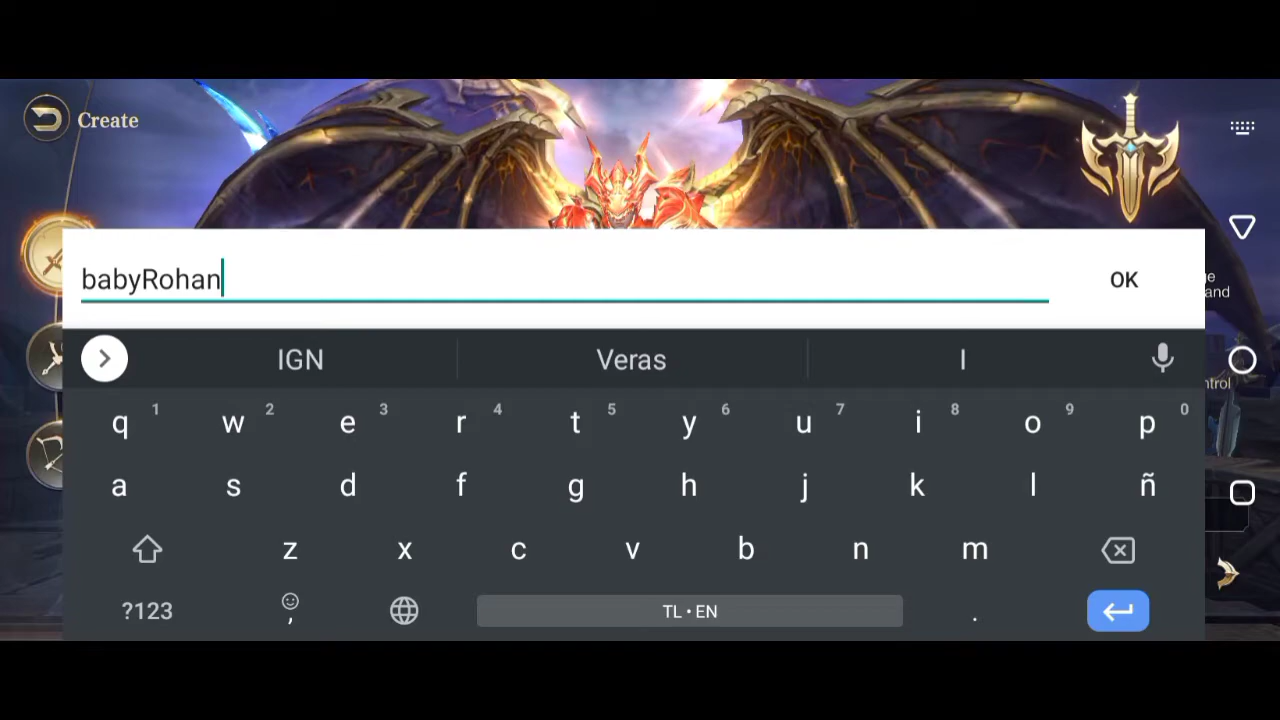 Create
babyRohan
OK
IGN Veras I
q 1 w 2 e 3 r 4 t 5 y 6 u 7 i 8 o 9 p 0
a s d f g h j k l ñ
z x c v b n m
?123 , TL • EN .